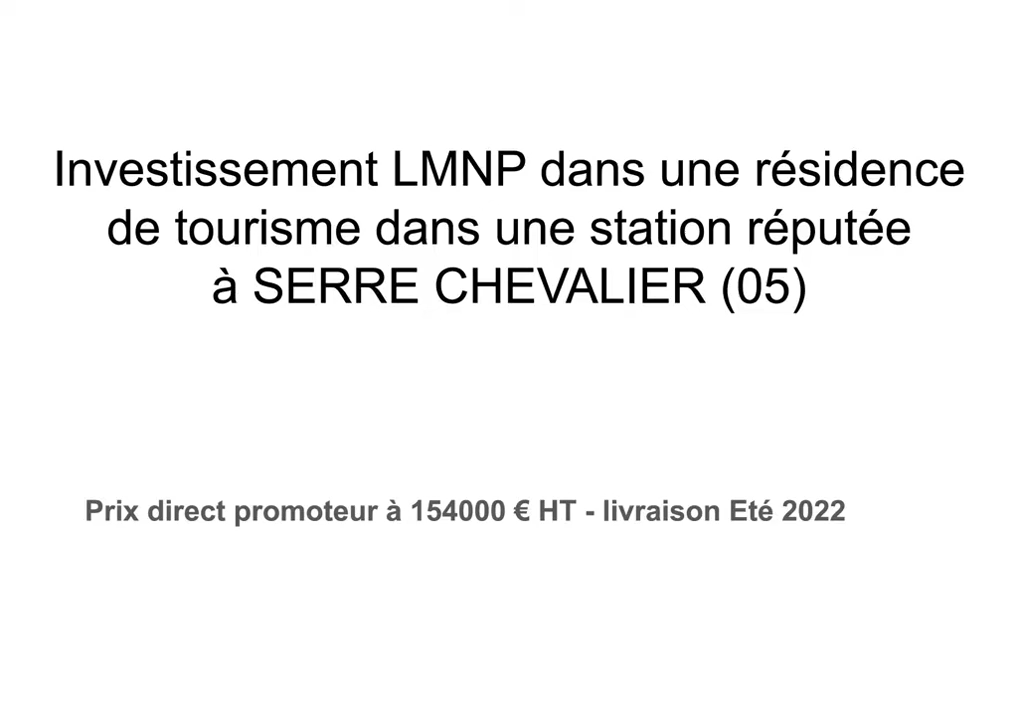 Investissement LMNP dans une résidence
de tourisme dans une station réputée
à SERRE CHEVALIER (05)
Prix direct promoteur à 154000 € HT - livraison Eté 2022